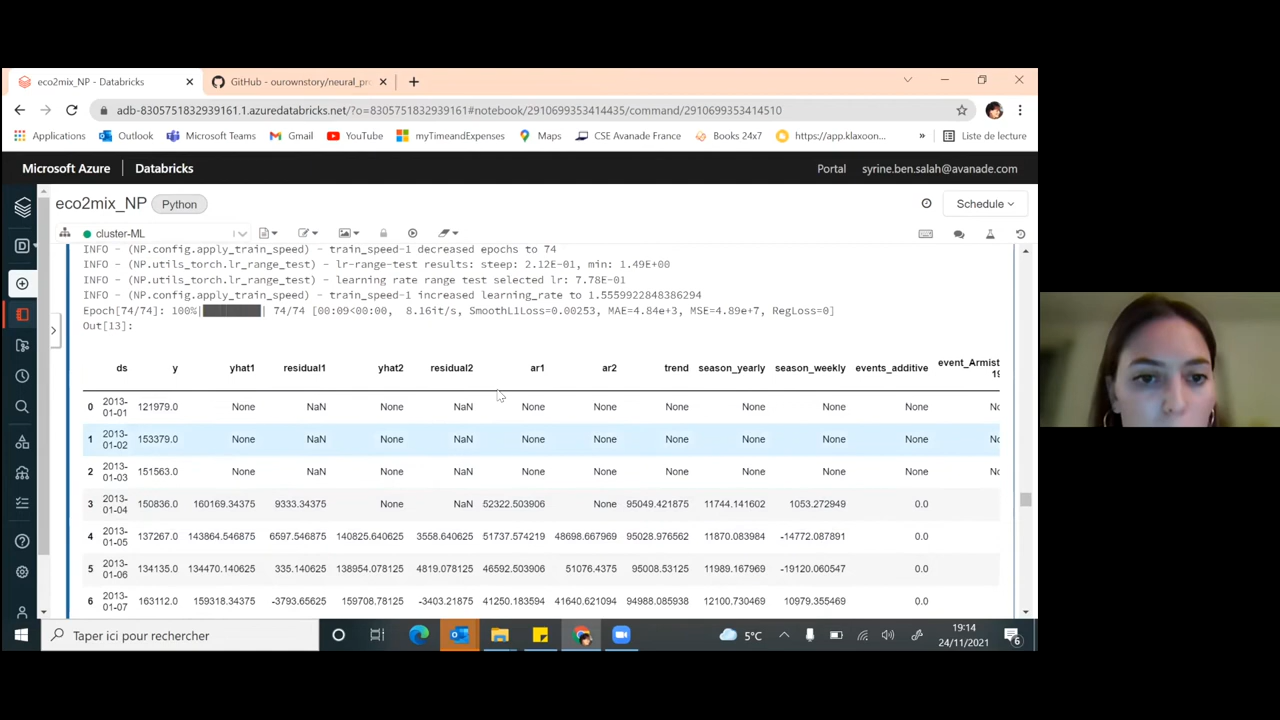 eco2mix_NP - Databricks
GitHub - ourownstory/neural_pro
adb-8305751832939161.1.azuredatabricks.net/?o=8305751832939161#notebook/2910699353414435/command/2910699353414510
Applications Outlook Microsoft Teams Gmail YouTube myTimeandExpenses Maps CSE Avanade France Books 24x7 https://app.klaxoon... » Liste de lecture
Microsoft Azure Databricks Portal syrine.ben.salah@avanade.com
eco2mix_NP Python Schedule
cluster-ML
INFO - (NP.config.apply_train_speed) - train_speed-1 decreased epochs to 74
INFO - (NP.utils_torch.lr_range_test) - lr-range-test results: steep: 2.12E-01, min: 1.49E+00
INFO - (NP.utils_torch.lr_range_test) - learning rate range test selected lr: 7.78E-01
INFO - (NP.config.apply_train_speed) - train_speed-1 increased learning_rate to 1.5559922848386294
Epoch[74/74]: 100%|██████████| 74/74 [00:09<00:00, 8.16it/s, SmoothL1Loss=0.00253, MAE=4.84e+3, MSE=4.89e+7, RegLoss=0]
Out[13]:
ds y yhat1 residual1 yhat2 residual2 ar1 ar2 trend season_yearly season_weekly events_additive event_Armist
19
0 2013-01-01 121979.0 None NaN None NaN None None None None None None No
1 2013-01-02 153379.0 None NaN None NaN None None None None None None No
2 2013-01-03 151563.0 None NaN None NaN None None None None None None No
3 2013-01-04 150836.0 160169.34375 9333.34375 None NaN 52322.503906 None 95049.421875 11744.141602 1053.272949 0.0
4 2013-01-05 137267.0 143864.546875 6597.546875 140825.640625 3558.640625 51737.574219 48698.667969 95028.976562 11870.083984 -14772.087891 0.0
5 2013-01-06 134135.0 134470.140625 335.140625 138954.078125 4819.078125 46592.503906 51076.4375 95008.53125 11989.167969 -19120.060547 0.0
6 2013-01-07 163112.0 159318.34375 -3793.65625 159708.78125 -3403.21875 41250.183594 41640.621094 94988.085938 12100.730469 10979.355469 0.0
Taper ici pour rechercher
5°C
19:14
24/11/2021
6